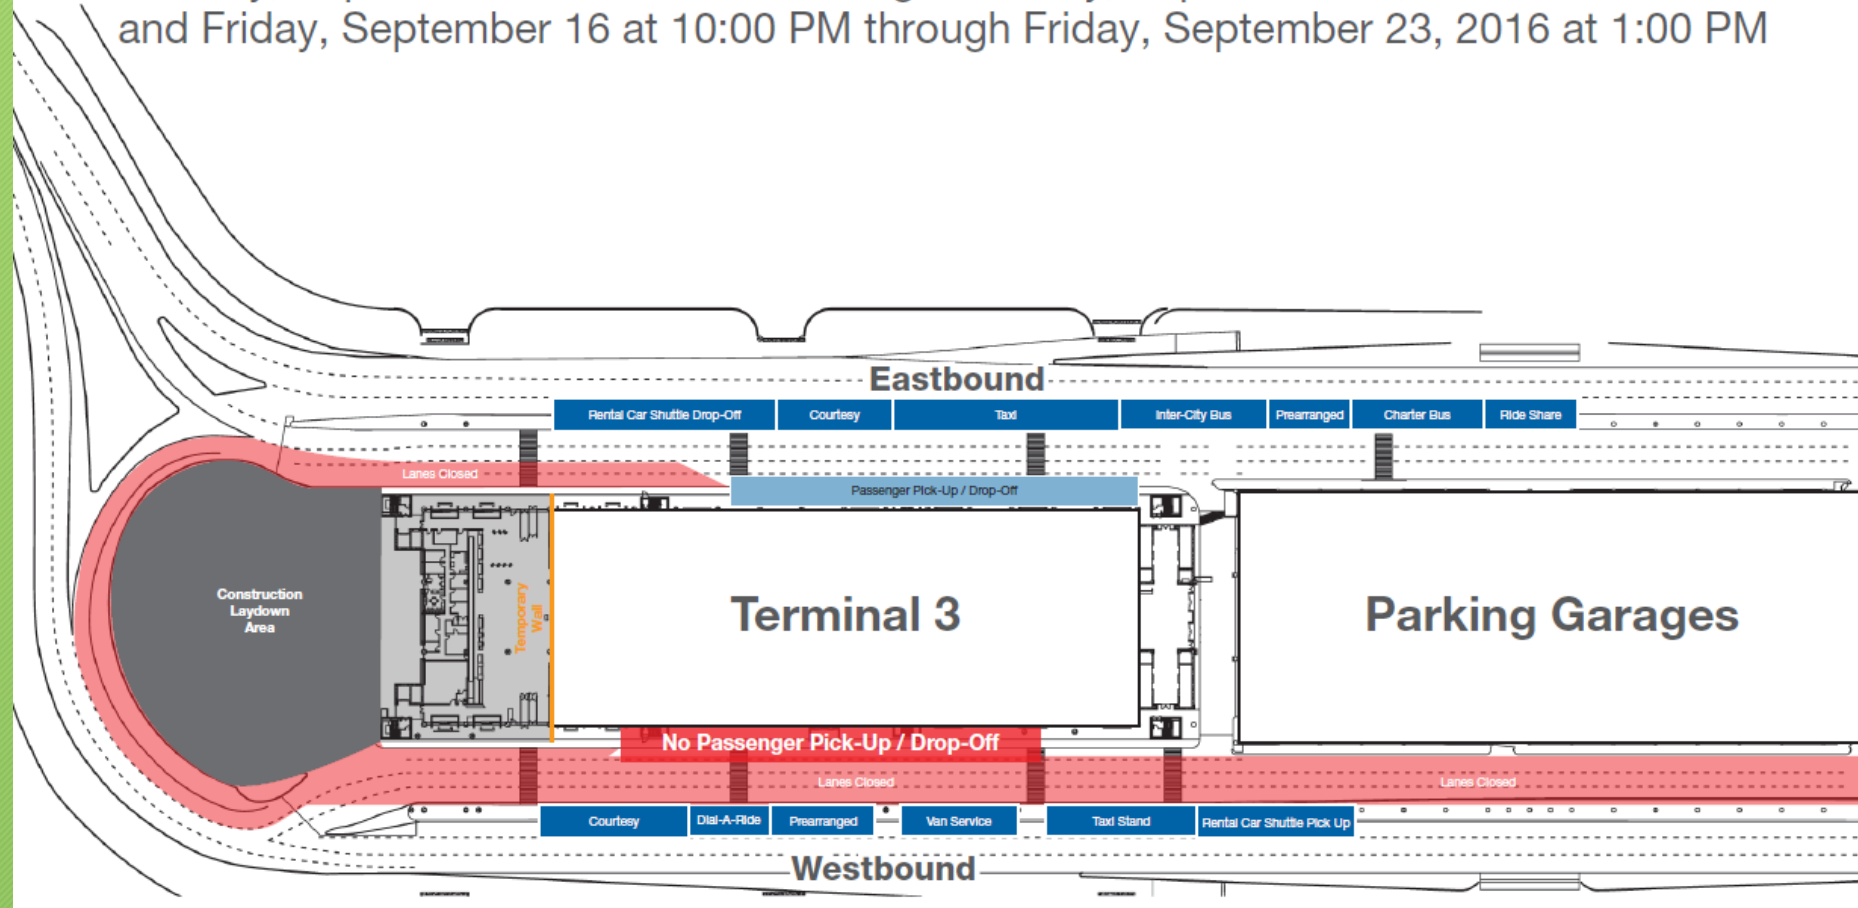 and Friday, September 16 at 10:00 PM through Friday, September 23, 2016 at 1:00 PM
Eastbound
Rental Car Shuttle Drop-Off
Courtesy
Taxi
Inter-City Bus
Prearranged
Charter Bus
Ride Share
Lanes Closed
Passenger Pick-Up / Drop-Off
Construction
Laydown
Area
Temporary
Wall
Terminal 3
Parking Garages
No Passenger Pick-Up / Drop-Off
Lanes Closed
Lanes Closed
Courtesy
Dial-A-Ride
Prearranged
Van Service
Taxi Stand
Rental Car Shuttle Pick Up
Westbound